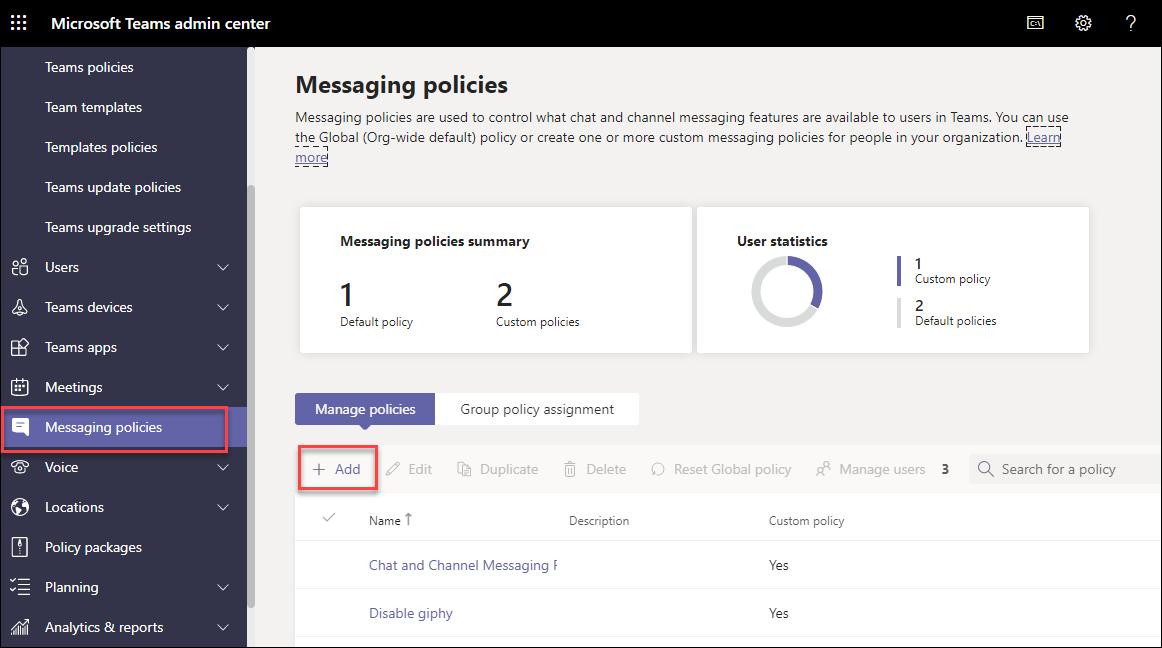 Microsoft Teams admin center
Teams policies
Team templates
Templates policies
Teams update policies
Teams upgrade settings
Users
Teams devices
Teams apps
Meetings
Messaging policies
Voice
Locations
Policy packages
Planning
Analytics & reports
Messaging policies
Messaging policies are used to control what chat and channel messaging features are available to users in Teams. You can use
the Global (Org-wide default) policy or create one or more custom messaging policies for people in your organization. Learn
more
Messaging policies summary
1
Default policy
2
Custom policies
User statistics
1
Custom policy
2
Default policies
Manage policies
Group policy assignment
+ Add
Edit
Duplicate
Delete
Reset Global policy
Manage users
3
Search for a policy
Name ↑ Description Custom policy
Chat and Channel Messaging Yes
Disable giphy Yes